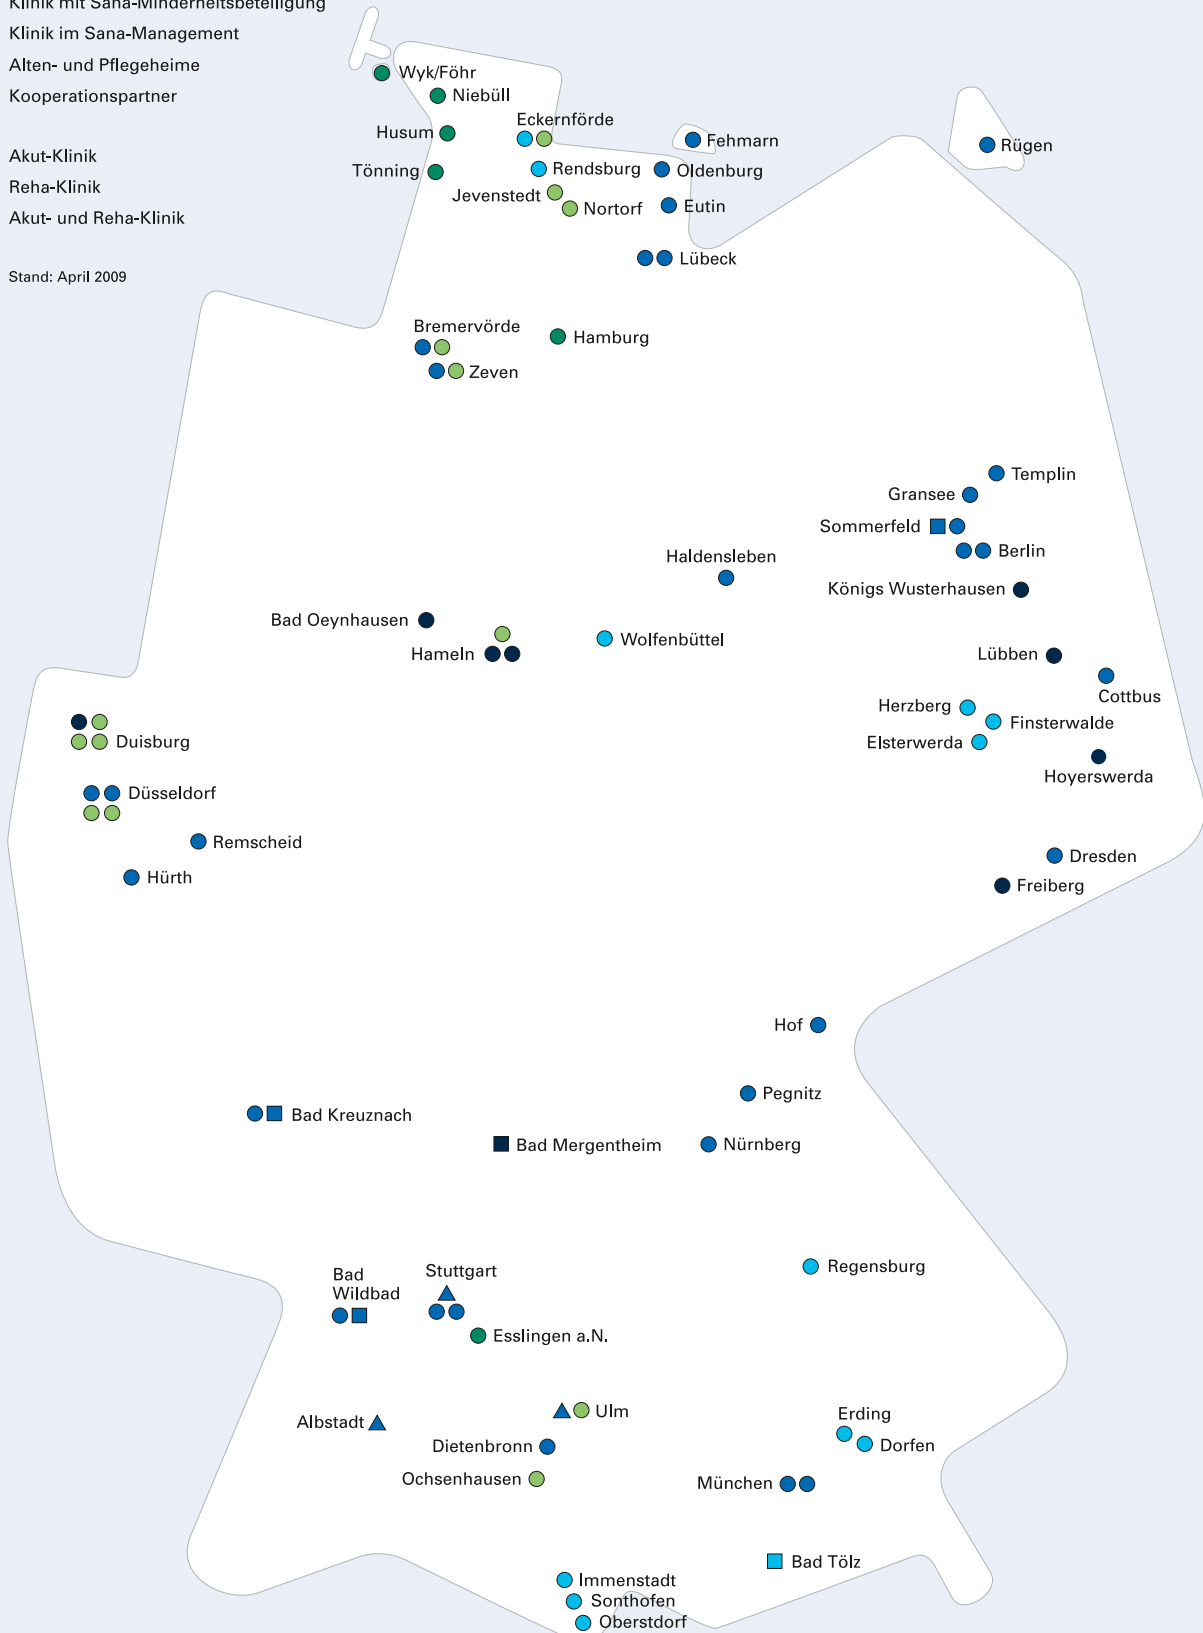 Klinik mit Sana-Minderheitsbeteiligung
Klinik im Sana-Management
Alten- und Pflegeheime
Kooperationspartner
Akut-Klinik
Reha-Klinik
Akut- und Reha-Klinik
Stand: April 2009
Wyk/Föhr
Niebüll
Eckernförde
Husum
Fehmarn
Rügen
Tönning
Rendsburg
Oldenburg
Jevenstedt
Nortorf
Eutin
Lübeck
Bremervörde
Hamburg
Zeven
Templin
Gransee
Sommerfeld
Berlin
Haldensleben
Königs Wusterhausen
Bad Oeynhausen
Wolfenbüttel
Hameln
Lübben
Cottbus
Herzberg
Finsterwalde
Duisburg
Elsterwerda
Hoyerswerda
Düsseldorf
Remscheid
Dresden
Hürth
Freiberg
Hof
Pegnitz
Bad Kreuznach
Bad Mergentheim
Nürnberg
Regensburg
Stuttgart
Bad
Wildbad
Esslingen a.N.
Ulm
Erding
Albstadt
Dietenbronn
Dorfen
Ochsenhausen
München
Bad Tölz
Immenstadt
Sonthofen
Oberstdorf